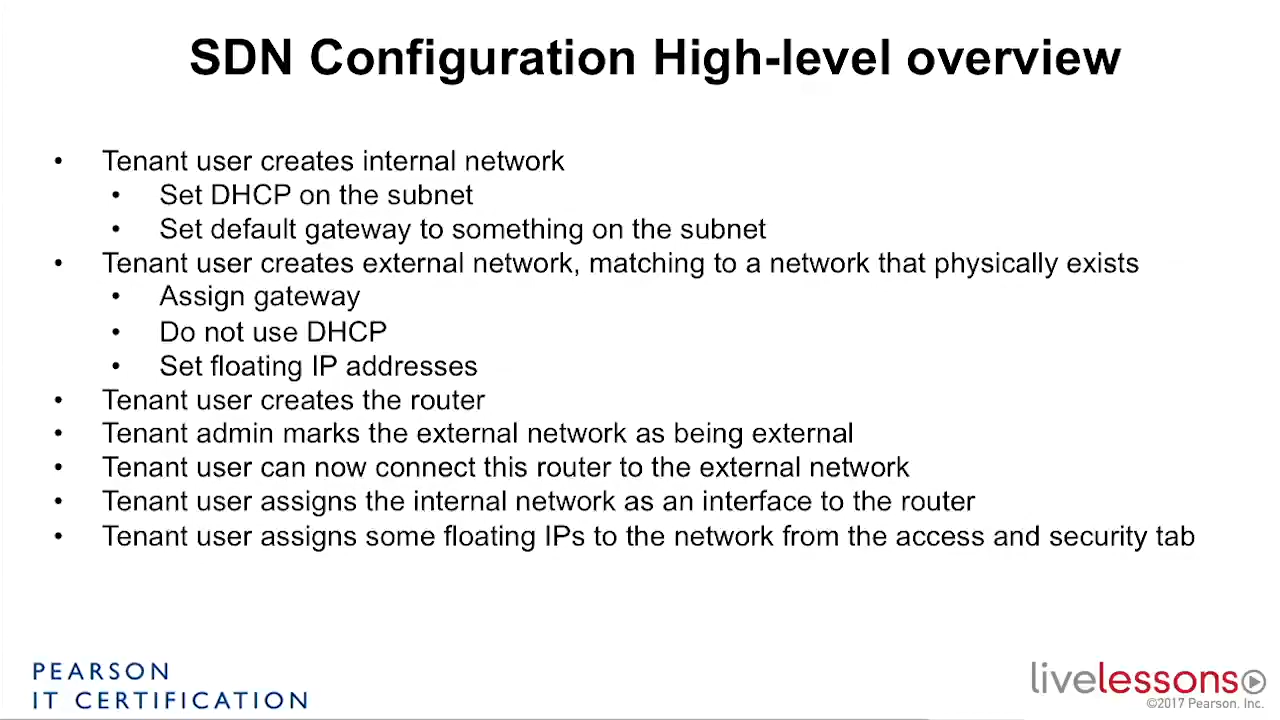 SDN Configuration High-level overview
• Tenant user creates internal network
• Set DHCP on the subnet
• Set default gateway to something on the subnet
• Tenant user creates external network, matching to a network that physically exists
• Assign gateway
• Do not use DHCP
• Set floating IP addresses
• Tenant user creates the router
• Tenant admin marks the external network as being external
• Tenant user can now connect this router to the external network
• Tenant user assigns the internal network as an interface to the router
• Tenant user assigns some floating IPs to the network from the access and security tab
PEARSON
IT CERTIFICATION
livelessons
©2017 Pearson, Inc.